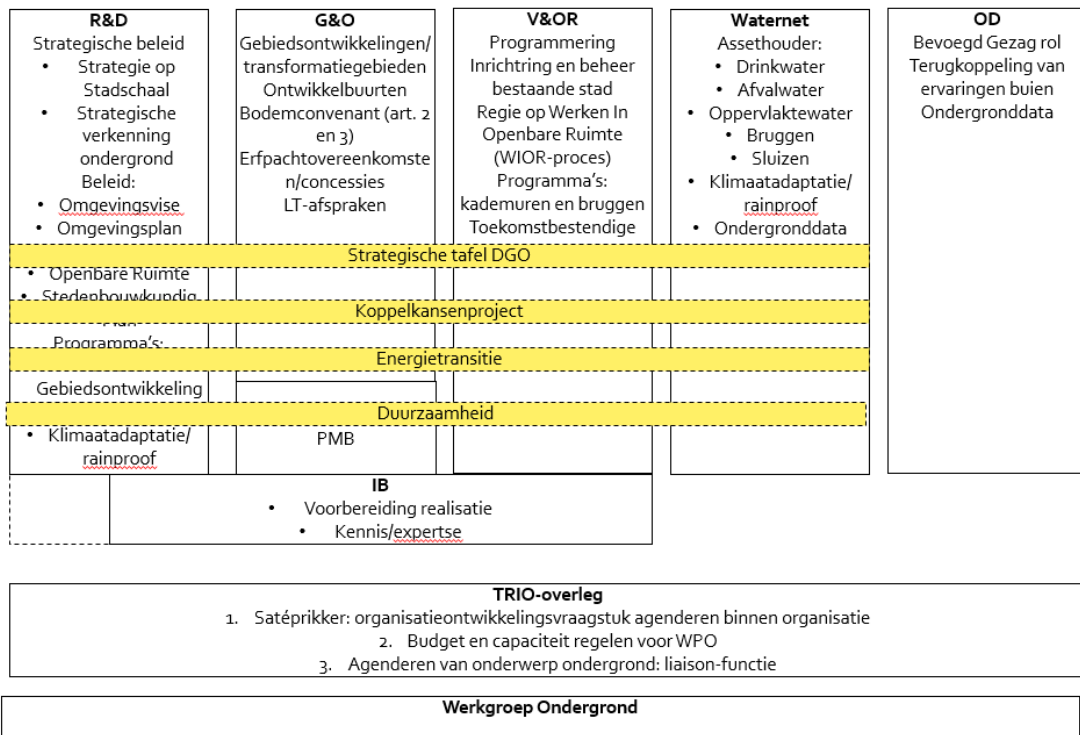 R&D
Strategische beleid
• Strategie op
Stadschaal
• Strategische
verkenning
ondergrond
Beleid:
• Omgevingsvise
• Omgevingsplan
• Openbare Ruimte
• Stedenbouwkundig
Programma's:
Gebiedsontwikkeling
• Klimaatadaptatie/
rainproof
G&O
Gebiedsontwikkelingen/
transformatiegebieden
Ontwikkelbuurten
Bodemconvenant (art. 2
en 3)
Erfpachtovereenkomste
n/concessies
LT-afspraken
PMB
V&OR
Programmering
Inrichtring en beheer
bestaande stad
Regie op Werken In
Openbare Ruimte
(WIOR-proces)
Programma's:
kademuren en bruggen
Toekomstbestendige
Waternet
Assethouder:
• Drinkwater
• Afvalwater
• Oppervlaktewater
• Bruggen
• Sluizen
• Klimaatadaptatie/
rainproof
• Ondergronddata
OD
Bevoegd Gezag rol
Terugkoppeling van
ervaringen buien
Ondergronddata
Strategische tafel DGO
Koppelkansenproject
Energietransitie
Duurzaamheid
IB
• Voorbereiding realisatie
• Kennis/expertse
TRIO-overleg
1. Satéprikker: organisatieontwikkelingsvraagstuk agenderen binnen organisatie
2. Budget en capaciteit regelen voor WPO
3. Agenderen van onderwerp ondergrond: liaison-functie
Werkgroep Ondergrond